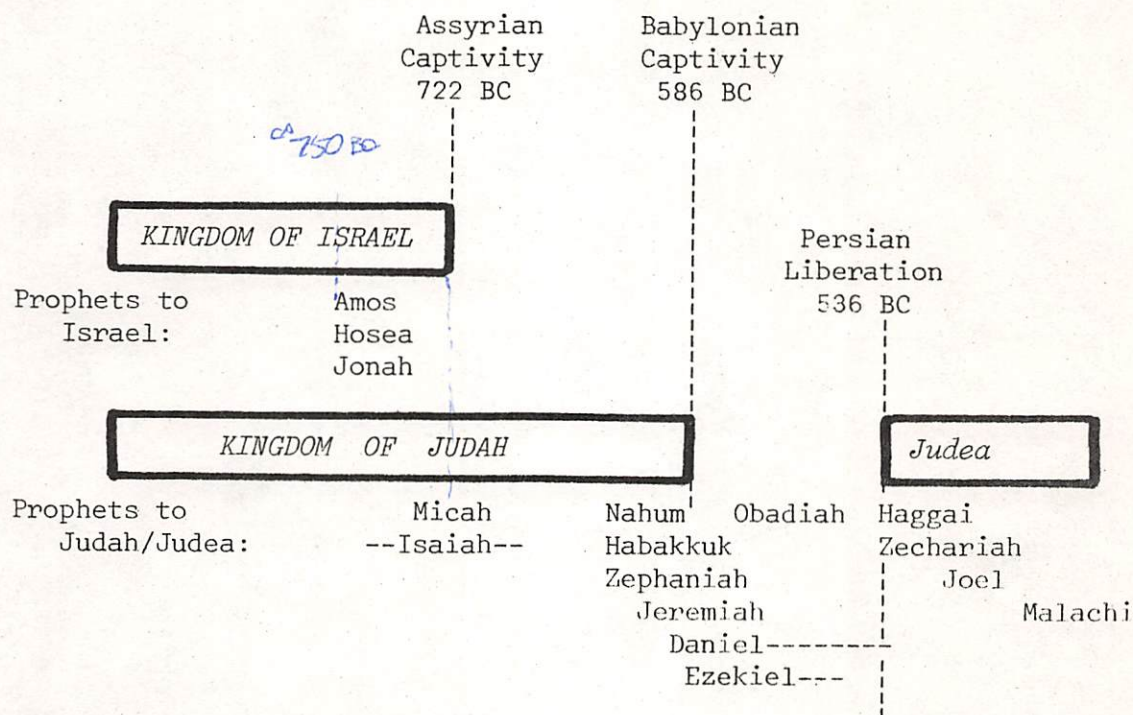 Assyrian Babylonian
Captivity Captivity
722 BC 586 BC
750 BC
KINGDOM OF ISRAEL
Persian
Liberation
536 BC
Prophets to Amos
Israel: Hosea
Jonah
KINGDOM OF JUDAH Judea
Prophets to Micah Nahum Obadiah Haggai
Judah/Judea: --Isaiah-- Habakkuk Zechariah
Zephaniah Joel
Jeremiah Malachi
Daniel--------
Ezekiel---